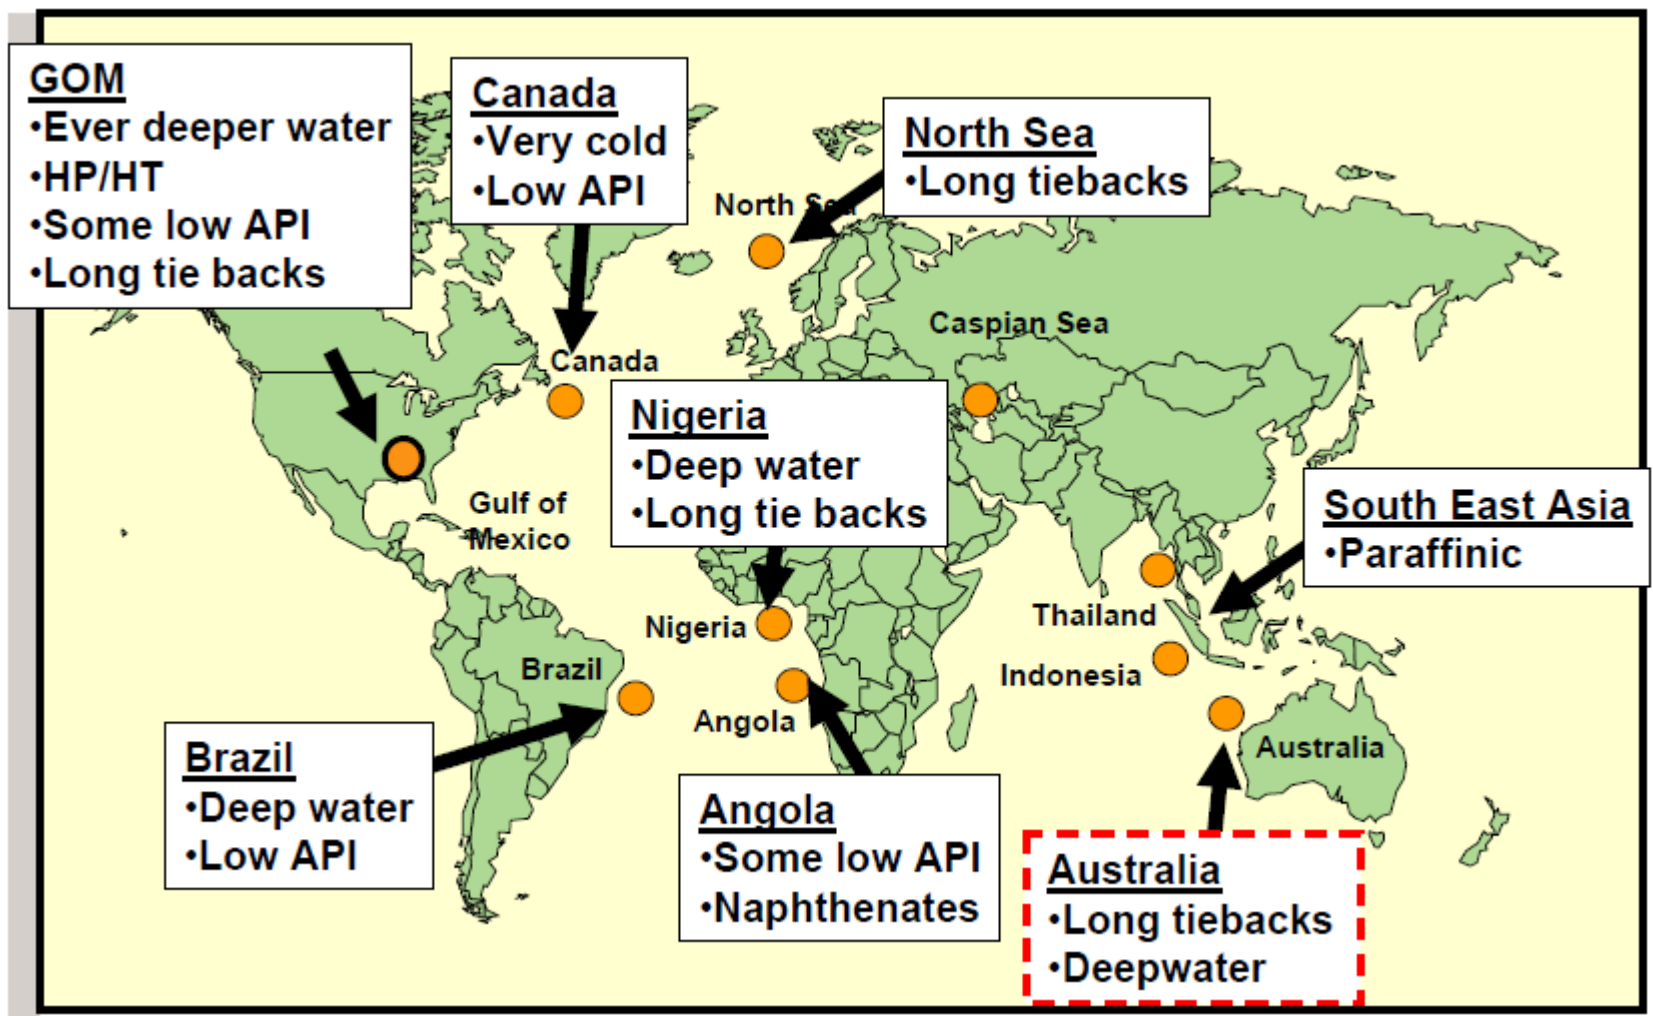 GOM
•Ever deeper water
•HP/HT
•Some low API
•Long tie backs
Canada
•Very cold
•Low API
North Sea
•Long tiebacks
North Sea
Caspian Sea
Canada
Nigeria
•Deep water
•Long tie backs
Gulf of
Mexico
South East Asia
•Paraffinic
Thailand
Nigeria
Brazil
Indonesia
Angola
Australia
Brazil
•Deep water
•Low API
Angola
•Some low API
•Naphthenates
Australia
•Long tiebacks
•Deepwater